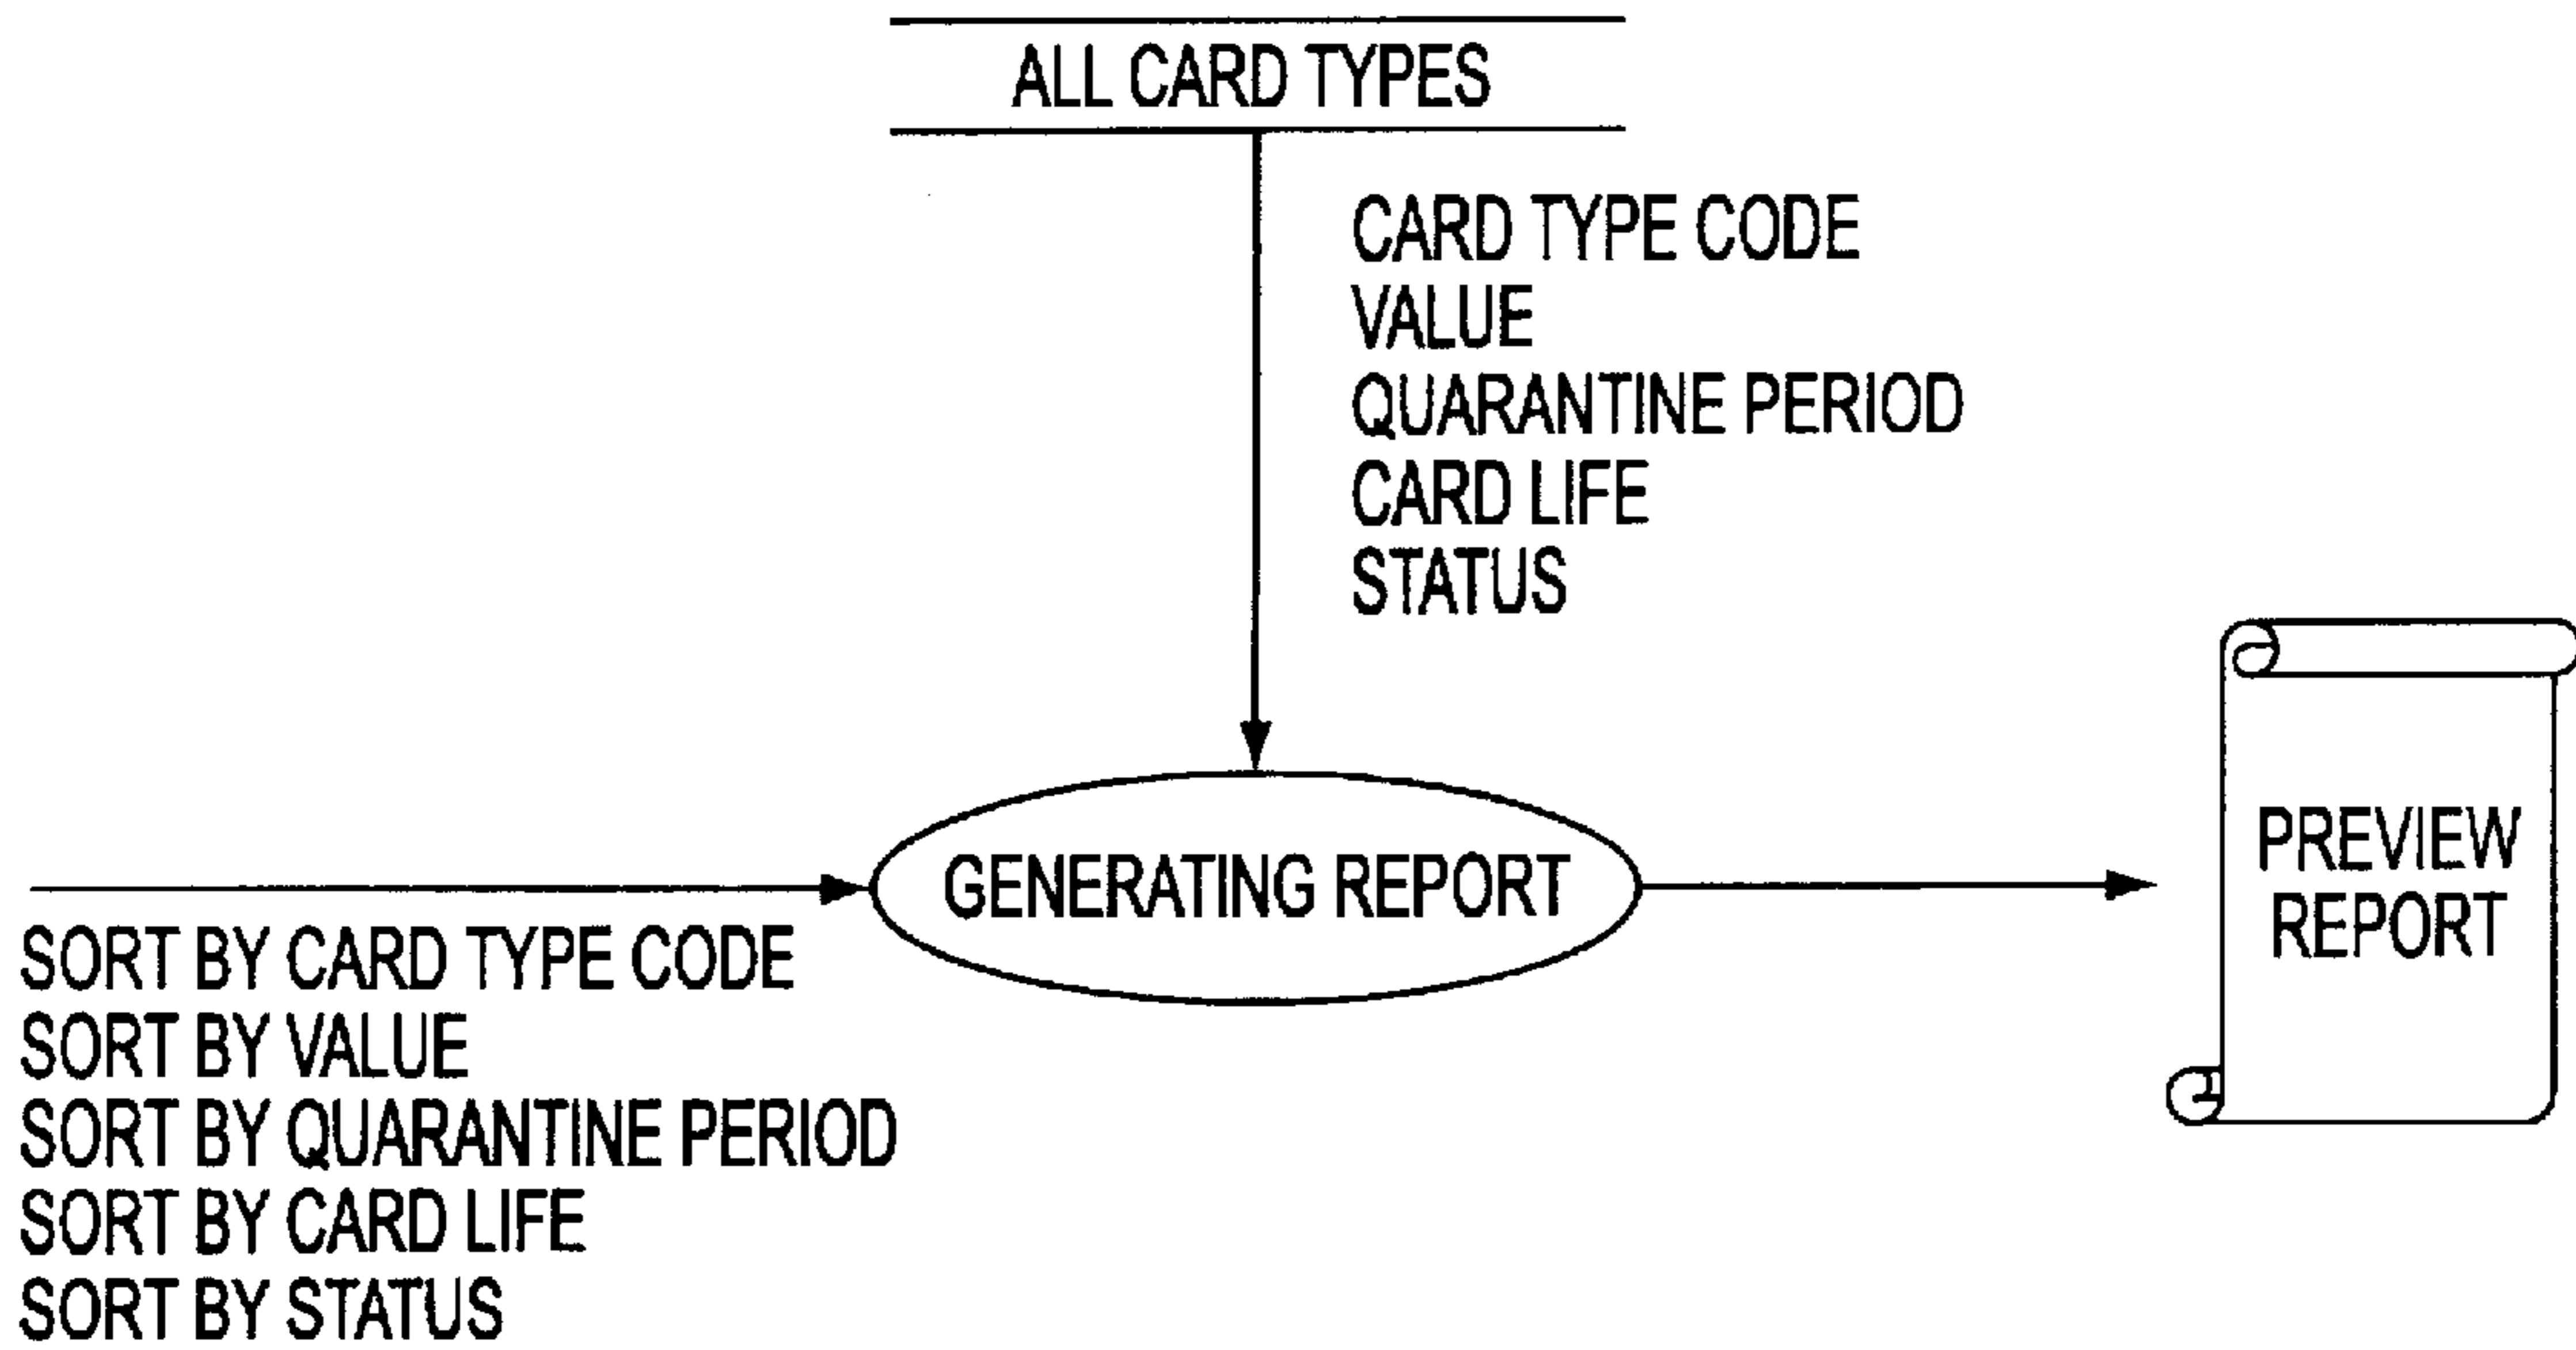 ALL CARD TYPES
CARD TYPE CODE
VALUE
QUARANTINE PERIOD
CARD LIFE
STATUS
GENERATING REPORT
PREVIEW
REPORT
SORT BY CARD TYPE CODE
SORT BY VALUE
SORT BY QUARANTINE PERIOD
SORT BY CARD LIFE
SORT BY STATUS